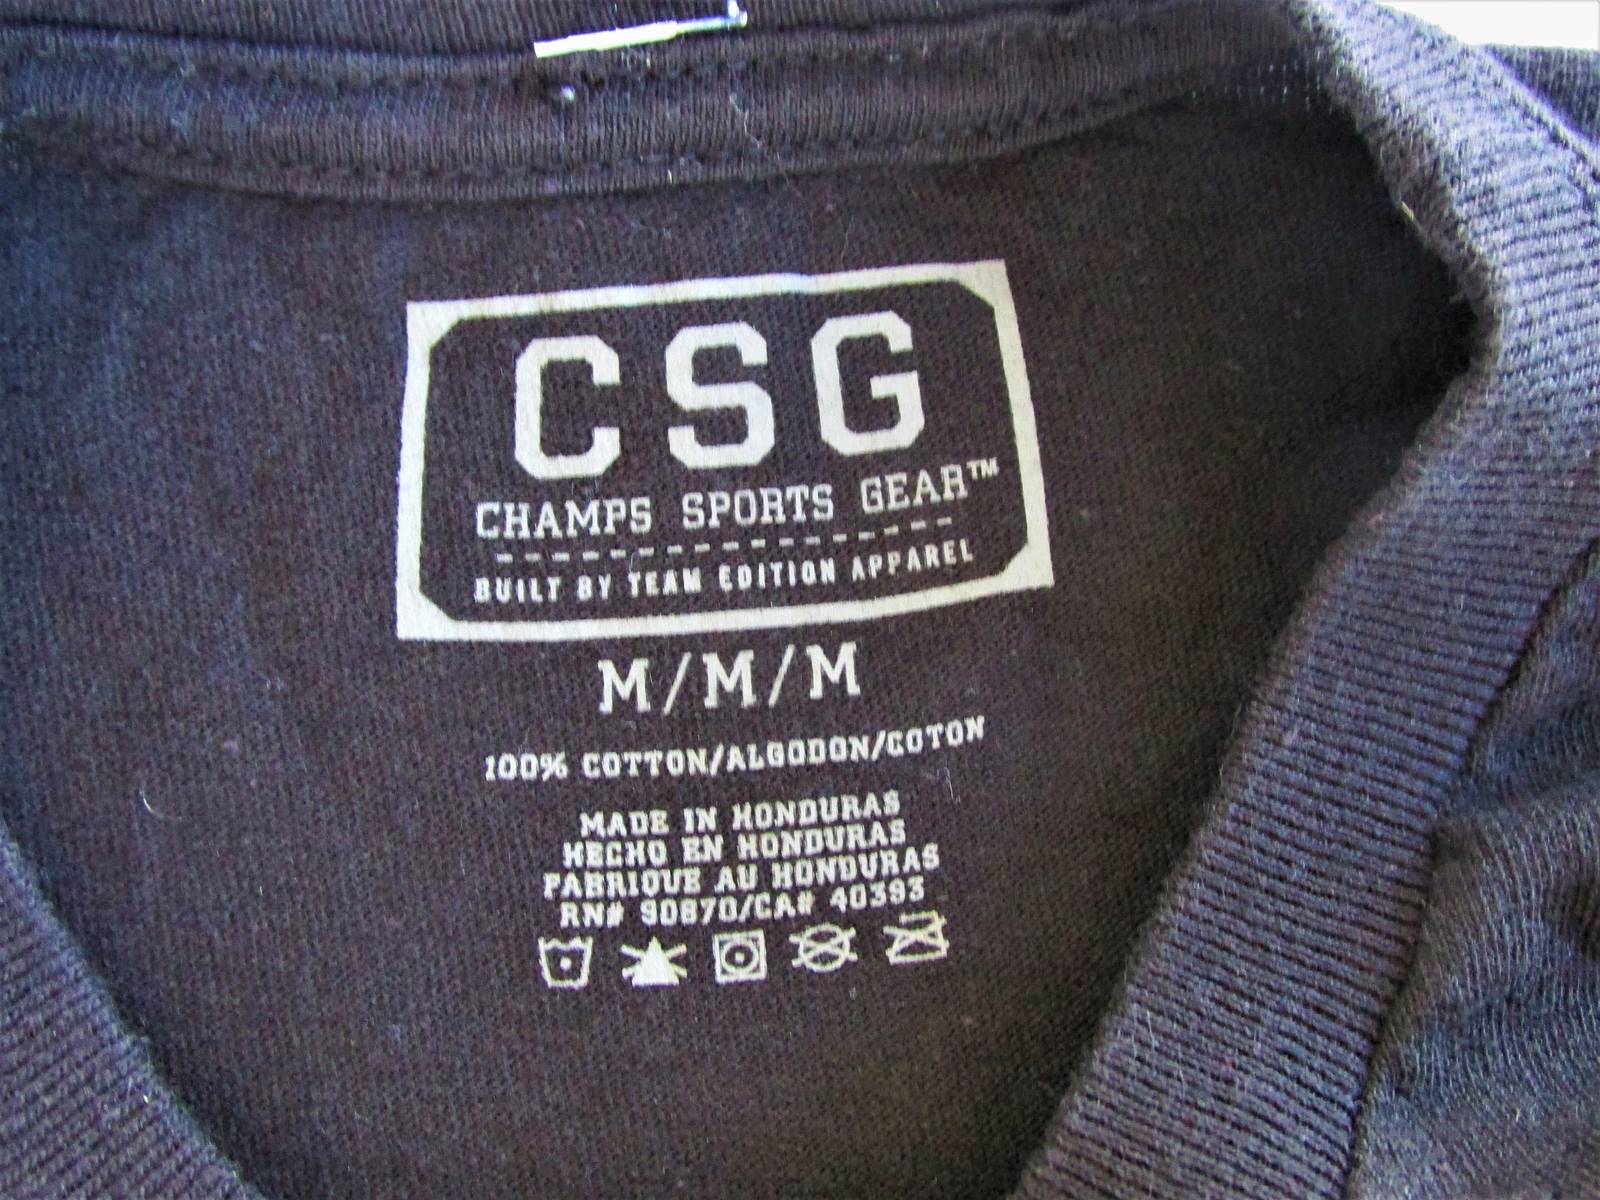 CSG
CHAMPS SPORTS GEAR™
BUILT BY TEAM EDITION APPAREL
M/M/M
100% COTTON/ALGODON/COTON
MADE IN HONDURAS
HECHO EN HONDURAS
FABRIQUE AU HONDURAS
RN# 90870/CA# 40393